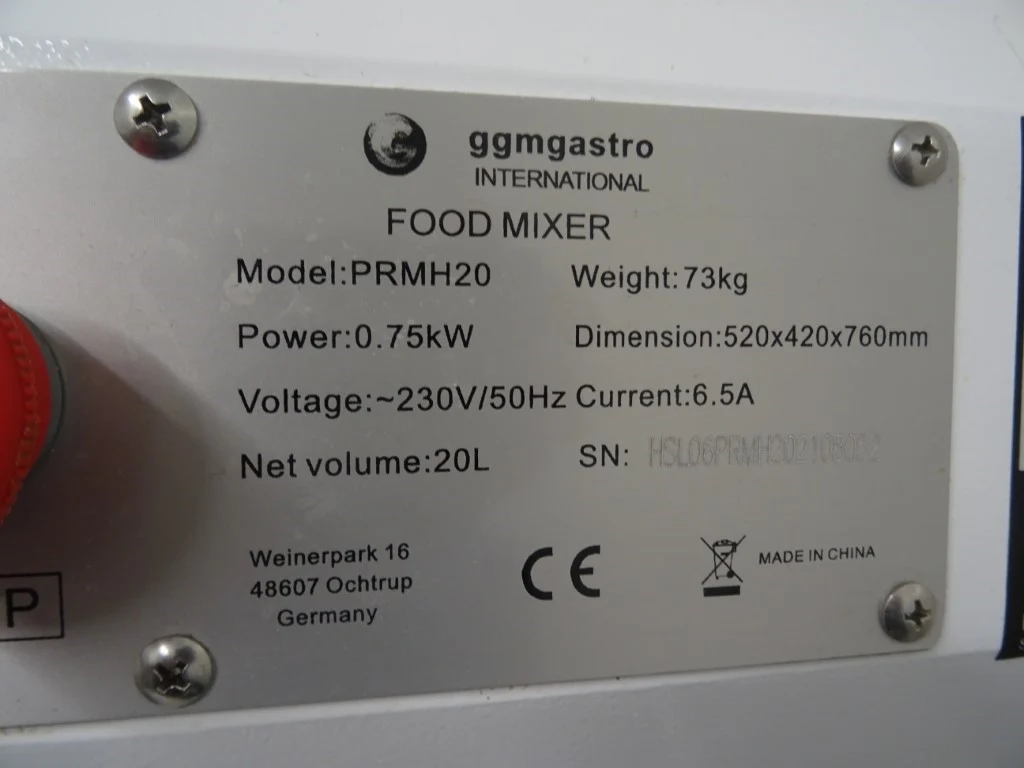 ggmgastro
INTERNATIONAL
FOOD MIXER
Model:PRMH20 Weight:73kg
Power:0.75kW Dimension:520x420x760mm
Voltage:~230V/50Hz Current:6.5A
Net volume:20L SN:
Weinerpark 16
48607 Ochtrup
Germany
CE
MADE IN CHINA
P